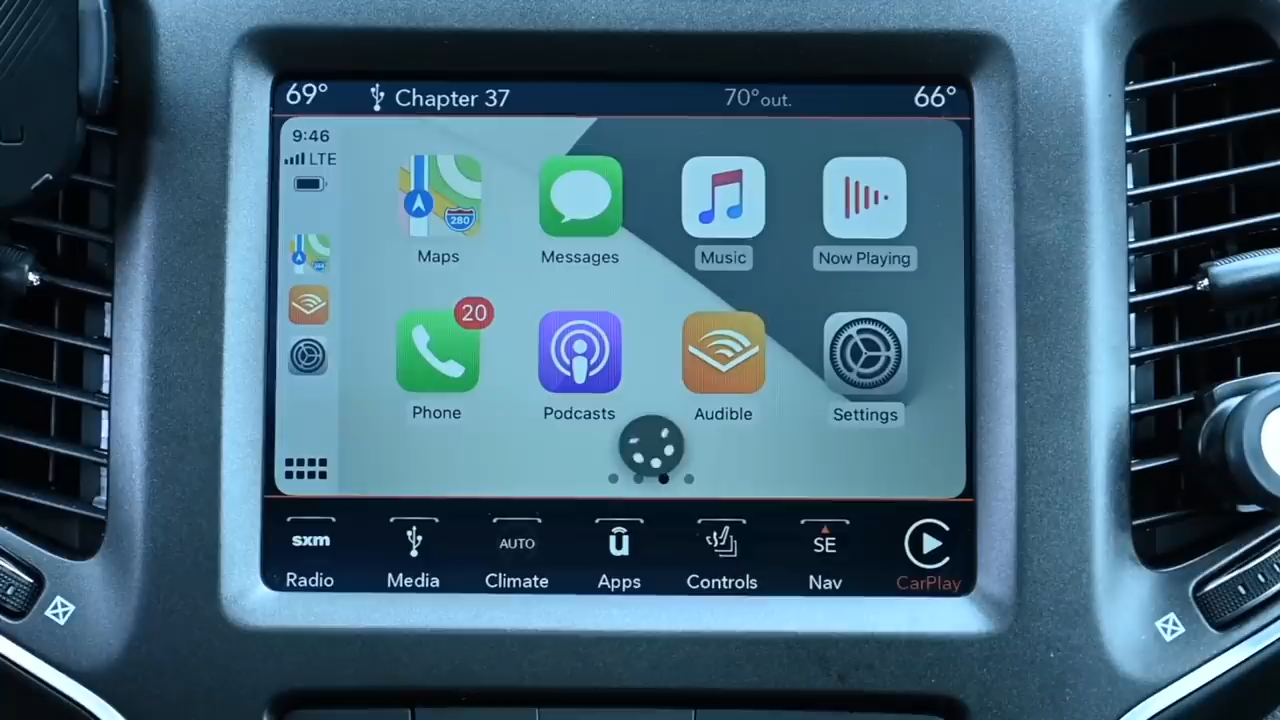 69° Chapter 37 70°out. 66°
9:46
LTE
280
Maps Messages Music Now Playing
20
Phone Podcasts Audible Settings
sxm AUTO u SE
Radio Media Climate Apps Controls Nav CarPlay